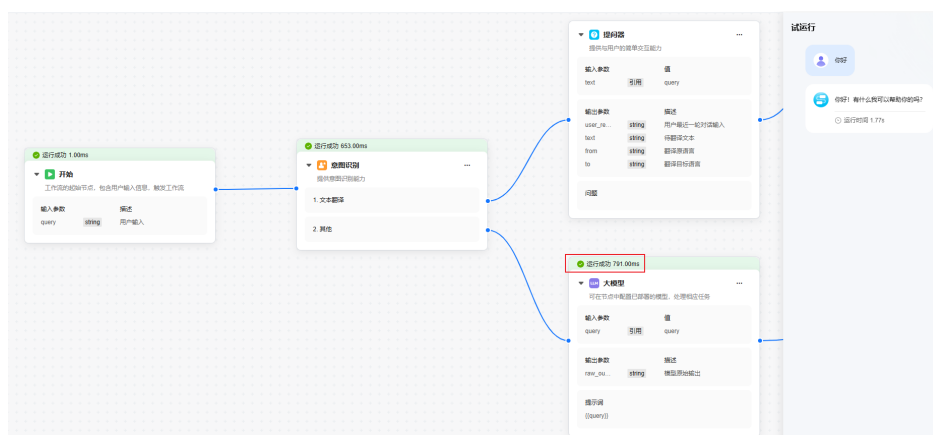 运行成功 1.00ms
开始
工作流的起始节点，包含用户输入信息，触发工作流
输入参数 描述
query string 用户输入
运行成功 653.00ms
意图识别 ...
提供意图识别能力
1. 文本翻译
2. 其他
提问器 ...
提供与用户的简单交互能力
输入参数 值
text 引用 query
输出参数 描述
user_re... string 用户最近一轮对话输入
text string 待翻译文本
from string 翻译原语言
to string 翻译目标语言
问题
运行成功 791.00ms
LLM 大模型 ...
可在节点中配置已部署的模型，处理相应任务
输入参数 值
query 引用 query
输出参数 描述
raw_ou... string 模型原始输出
提示词
{{query}}
试运行
你好
你好！有什么我可以帮助你的吗？
运行时间 1.77s